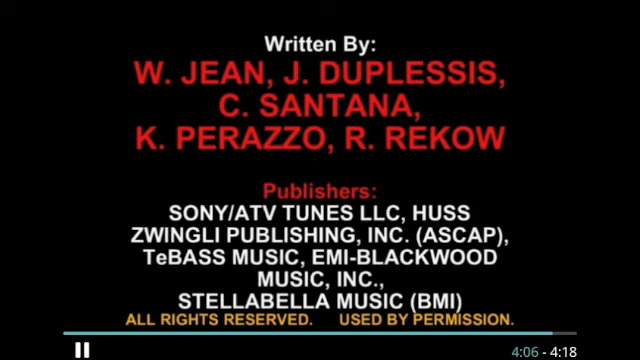 Written By:
W. JEAN, J. DUPLESSIS,
C. SANTANA,
K. PERAZZO, R. REKOW
Publishers:
SONY/ATV TUNES LLC, HUSS
ZWINGLI PUBLISHING, INC. (ASCAP),
TeBASS MUSIC, EMI-BLACKWOOD
MUSIC, INC.,
STELLABELLA MUSIC (BMI)
ALL RIGHTS RESERVED. USED BY PERMISSION.
4:06 - 4:18